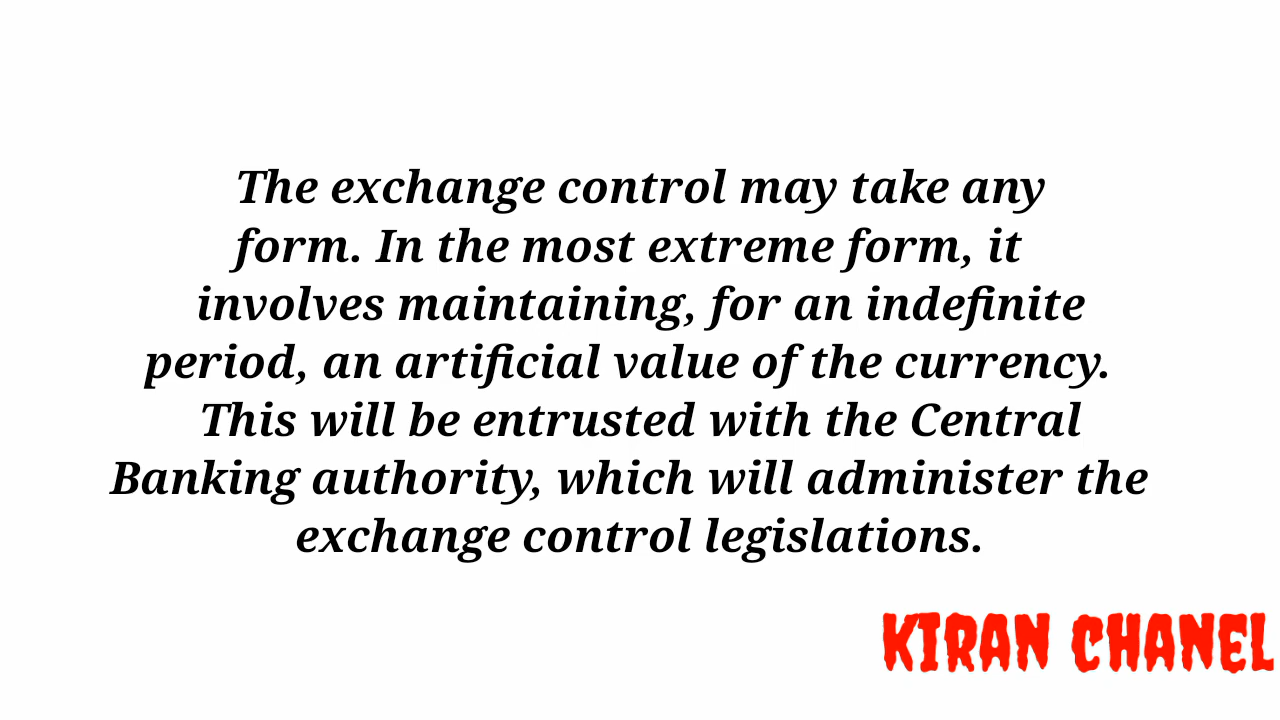 The exchange control may take any
form. In the most extreme form, it
involves maintaining, for an indefinite
period, an artificial value of the currency.
This will be entrusted with the Central
Banking authority, which will administer the
exchange control legislations.
KIRAN CHANEL